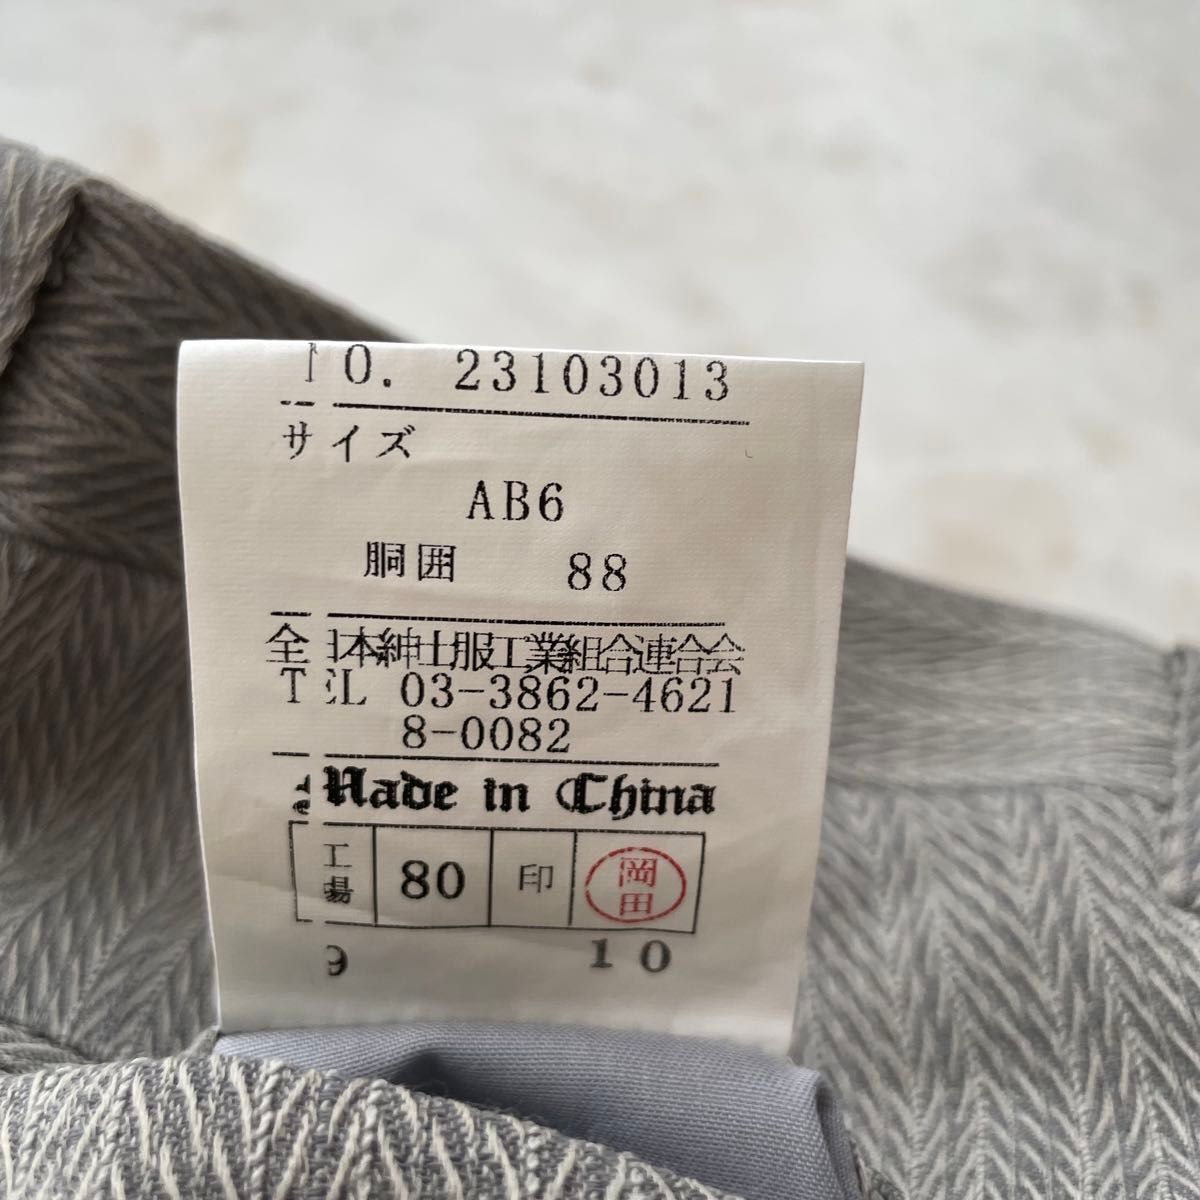 NO. 23103013
サイズ
AB6
胴囲 88
全日本紳士服工業組合連合会
TEL 03-3862-4621
8-0082
Made in China
工場 80 印 岡田
9 10